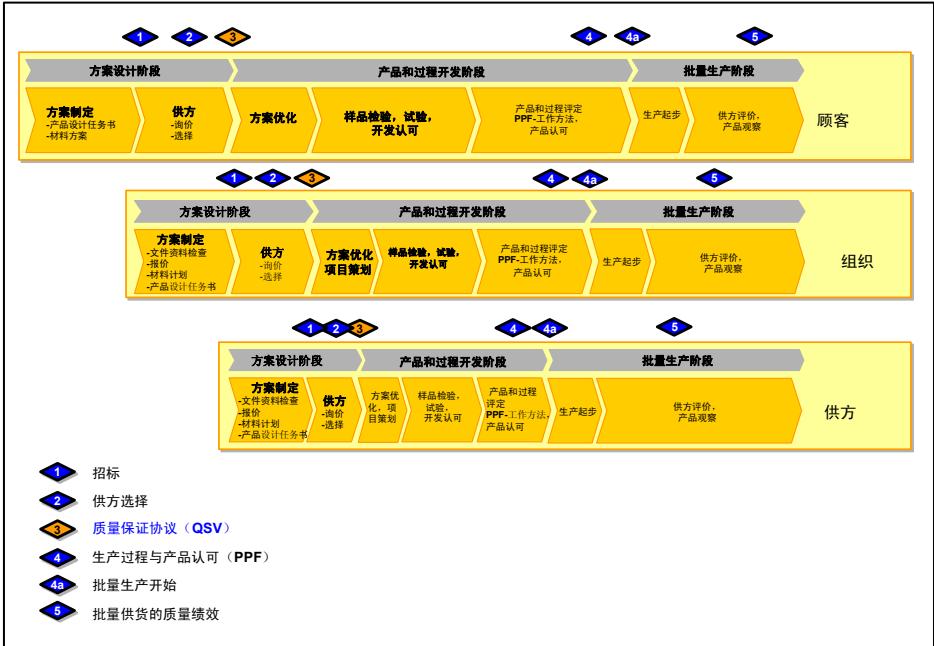 1 2 3 4 4a 5
方案设计阶段 产品和过程开发阶段 批量生产阶段
方案制定
-产品设计任务书
-材料方案
供方
-询价
-选择
方案优化
样品检验，试验，
开发认可
产品和过程评定
PPF-工作方法，
产品认可
生产起步
供方评价，
产品观察
顾客
1 2 3 4 4a 5
方案设计阶段 产品和过程开发阶段 批量生产阶段
方案制定
-文件资料检查
-报价
-材料计划
-产品设计任务书
供方
-询价
-选择
方案优化
项目策划
样品检验，试验，
开发认可
产品和过程评定
PPF-工作方法，
产品认可
生产起步
供方评价，
产品观察
组织
1 2 3 4 4a 5
方案设计阶段 产品和过程开发阶段 批量生产阶段
方案制定
-文件资料检查
-报价
-材料计划
-产品设计任务书
供方
-询价
-选择
方案优
化，项
目策划
样品检验，
试验，
开发认可
产品和过程
评定
PPF-工作方法，
产品认可
生产起步
供方评价，
产品观察
供方
1 招标
2 供方选择
3 质量保证协议（QSV）
4 生产过程与产品认可（PPF）
4a 批量生产开始
5 批量供货的质量绩效